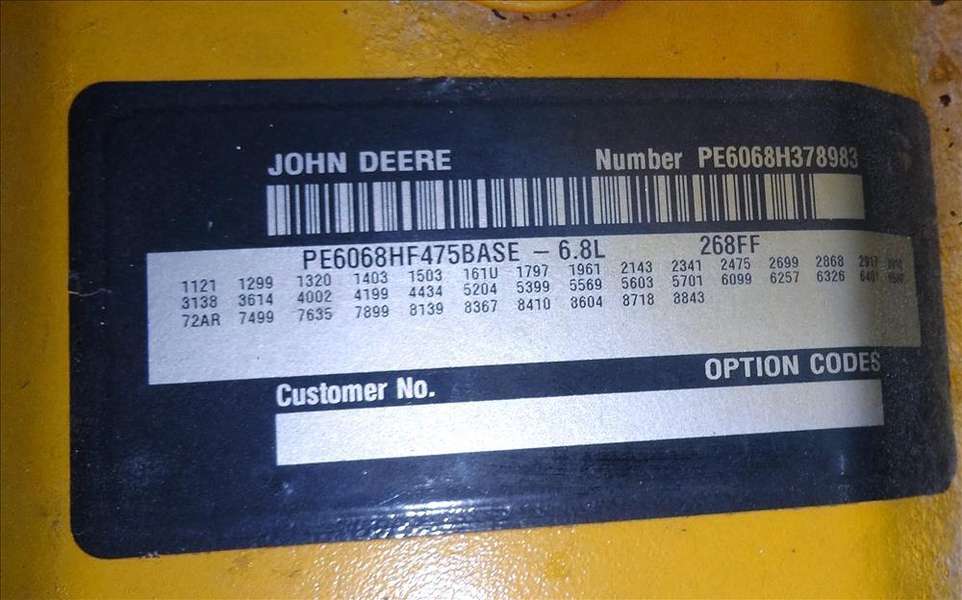 JOHN DEERE Number PE6068H378983
PE6068HF475BASE - 6.8L 268FF
1121 1299 1320 1403 1503 161U 1797 1961 2143 2341 2475 2699 2868 2917
3138 3614 4002 4199 4434 5204 5399 5569 5603 5701 6099 6257 6326 6401
72AR 7499 7635 7899 8139 8367 8410 8604 8718 8843
OPTION CODES
Customer No.